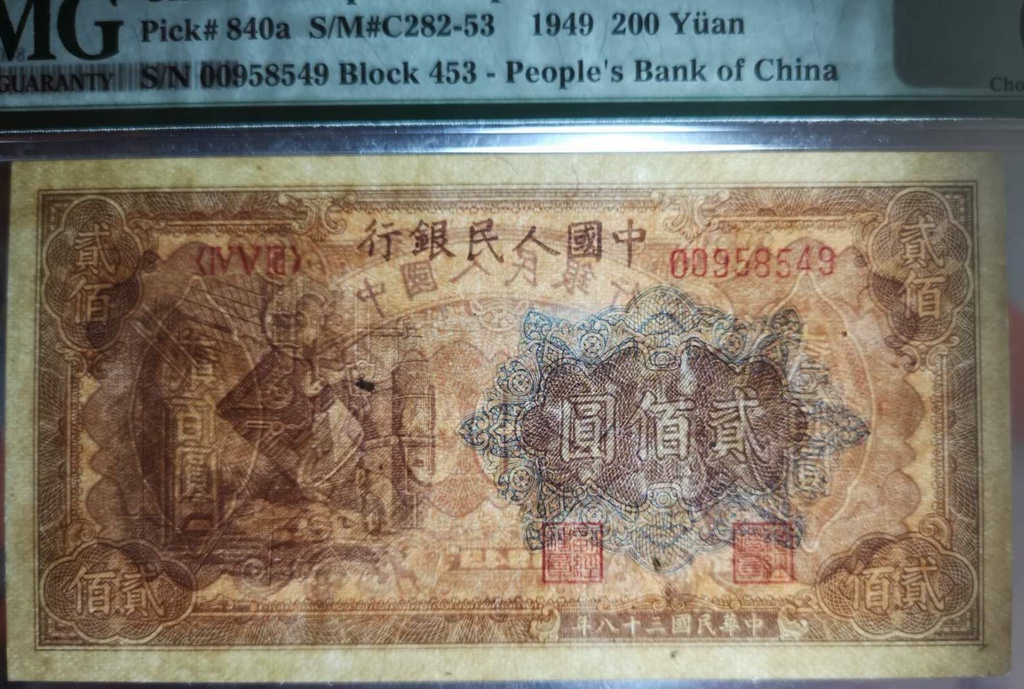 MG Pick# 840a S/M#C282-53 1949 200 Yüan
GUARANTY S/N 00958549 Block 453 - People's Bank of China
Cho
中國人民銀行
00958549
貳佰
貳佰
貳佰圓
貳佰
貳佰
中華民國三十八年